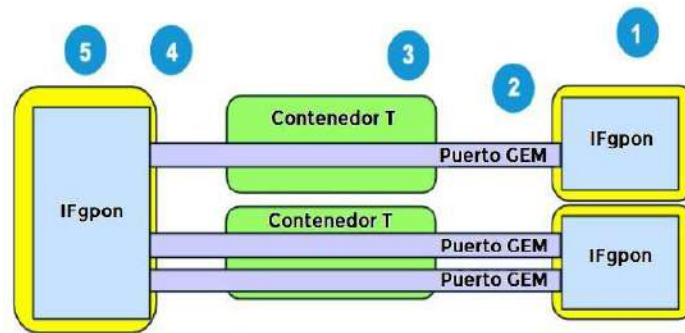 1
5
4
3
2
Contenedor T
IFgpon
Puerto GEM
IFgpon
Contenedor T
Puerto GEM
IFgpon
Puerto GEM